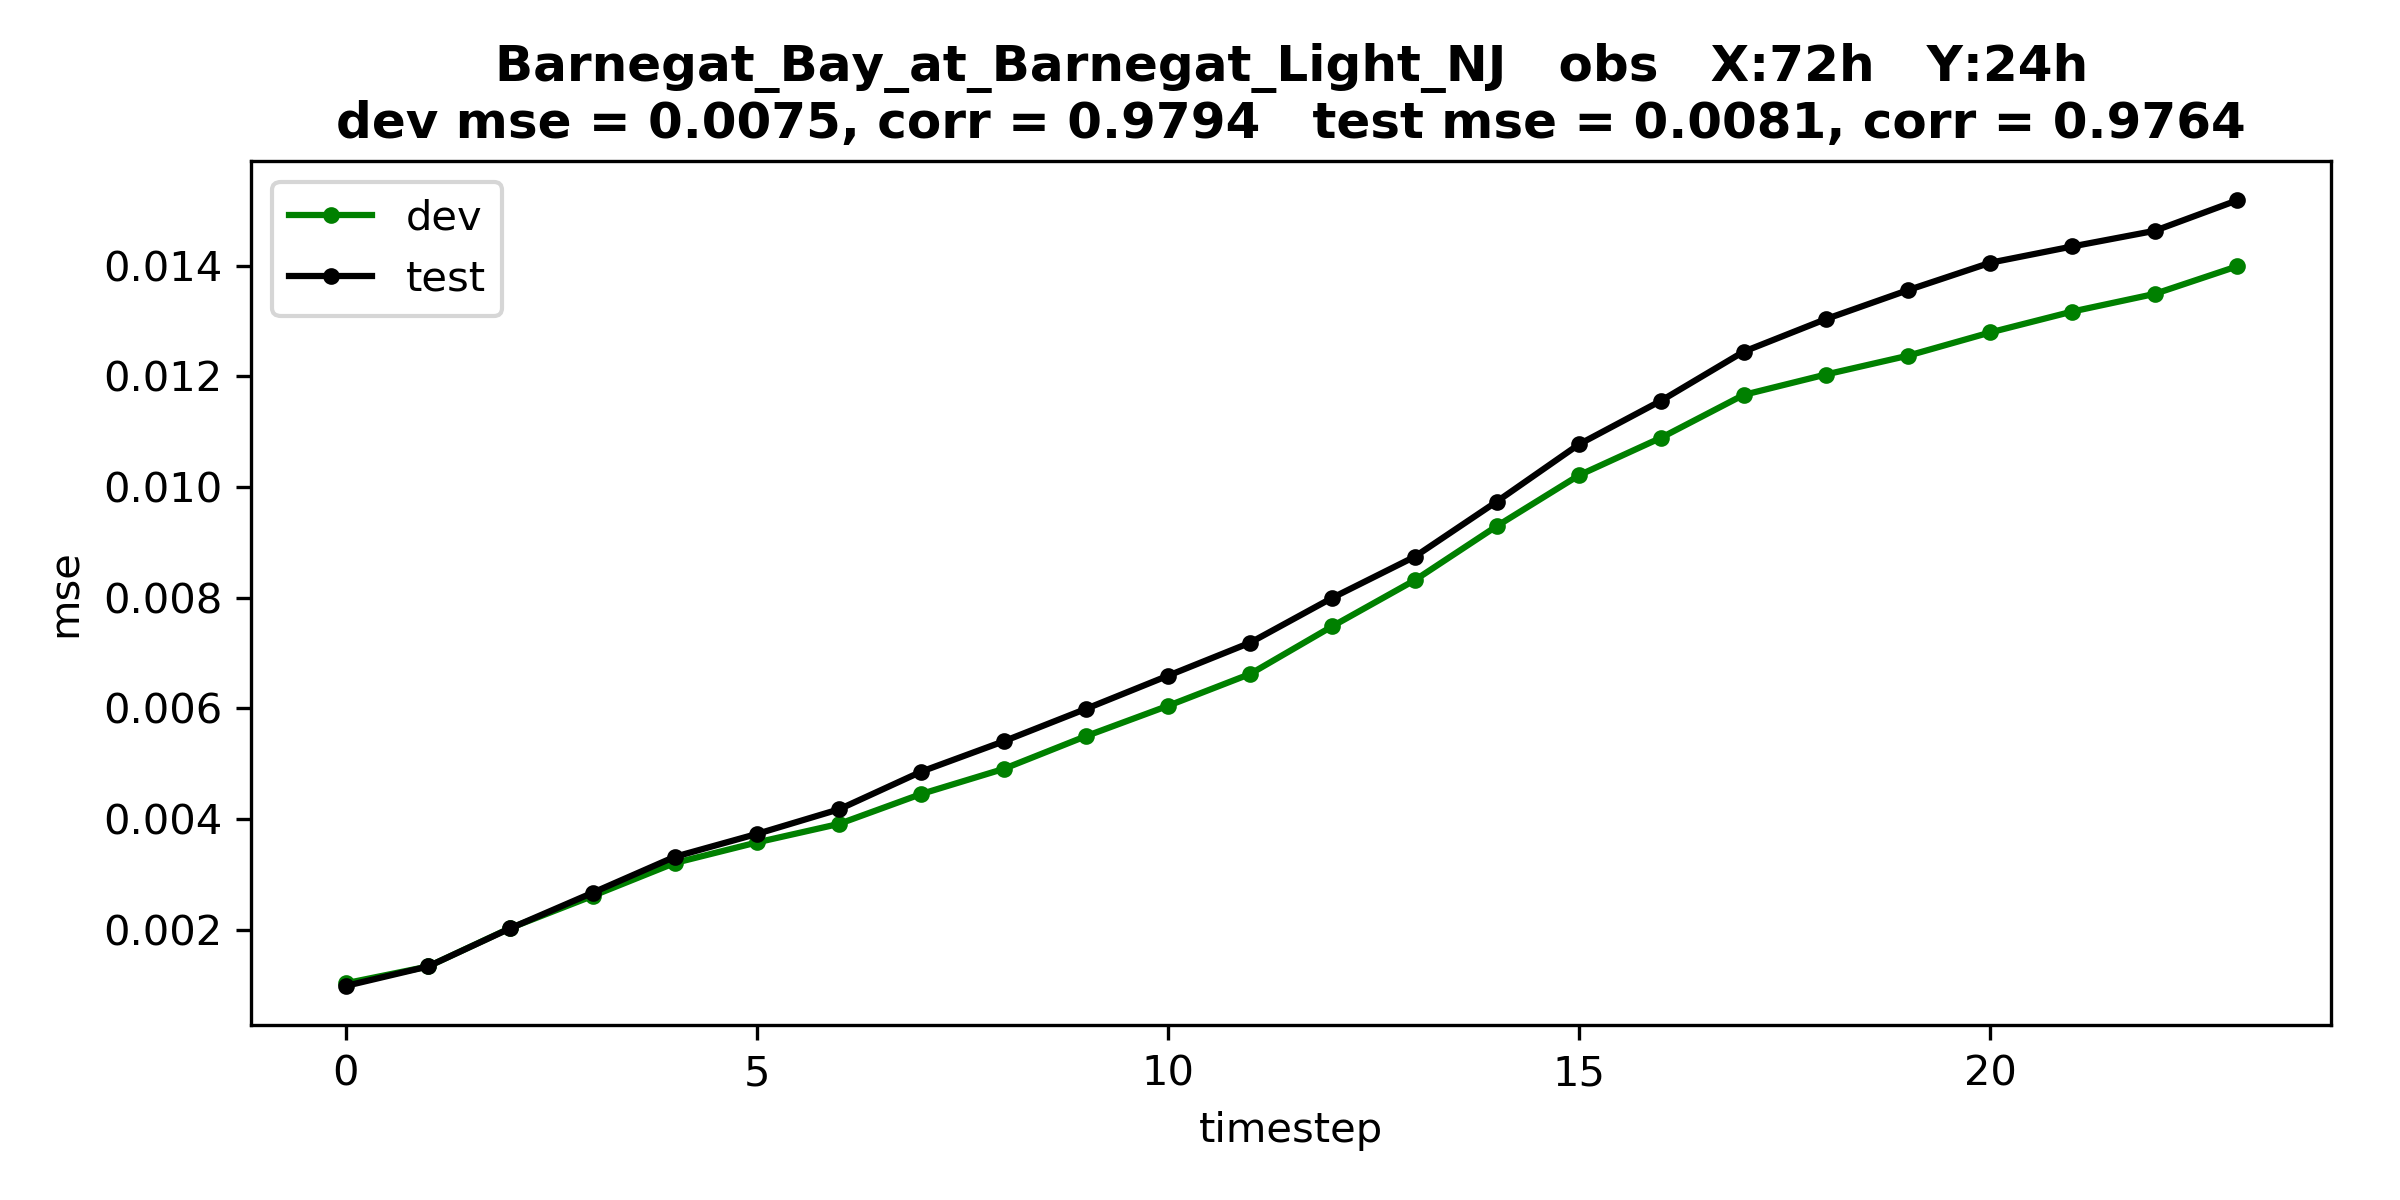 Barnegat_Bay_at_Barnegat_Light_NJ   obs   X:72h   Y:24h
dev mse = 0.0075, corr = 0.9794   test mse = 0.0081, corr = 0.9764
dev
test
0.014
0.012
0.010
0.008
0.006
0.004
0.002
mse
0 5 10 15 20
timestep